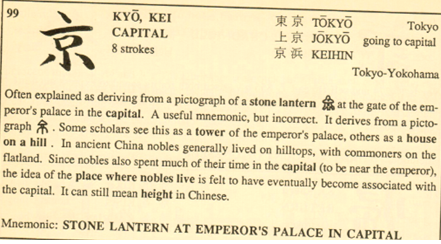 99
京
KYŌ, KEI
CAPITAL
8 strokes
東京 TŌKYŌ Tokyo
上京 JŌKYŌ going to capital
京浜 KEIHIN
Tokyo-Yokohama
Often explained as deriving from a pictograph of a stone lantern at the gate of the em-
peror's palace in the capital. A useful mnemonic, but incorrect. It derives from a picto-
graph . Some scholars see this as a tower of the emperor's palace, others as a house
on a hill . In ancient China nobles generally lived on hilltops, with commoners on the
flatland. Since nobles also spent much of their time in the capital (to be near the emperor),
the idea of the place where nobles live is felt to have eventually become associated with
the capital. It can still mean height in Chinese.
Mnemonic: STONE LANTERN AT EMPEROR'S PALACE IN CAPITAL